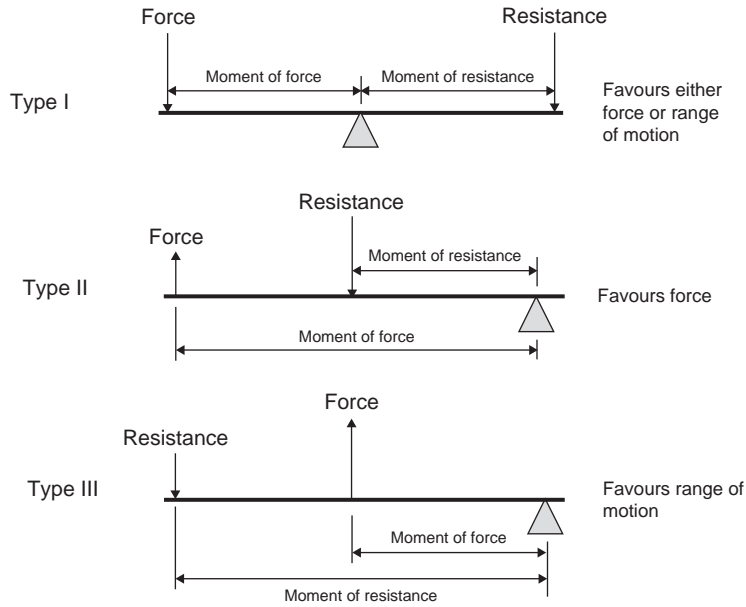 Force
Resistance
Moment of force
Moment of resistance
Type I
Favours either
force or range
of motion
Resistance
Force
Moment of resistance
Type II
Favours force
Moment of force
Force
Resistance
Type III
Favours range of
motion
Moment of force
Moment of resistance